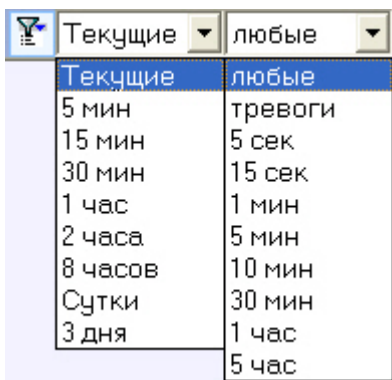 Текущие любые
Текущие любые
5 мин тревоги
15 мин 5 сек
30 мин 15 сек
1 час 1 мин
2 часа 5 мин
8 часов 10 мин
Сутки 30 мин
3 дня 1 час
5 час